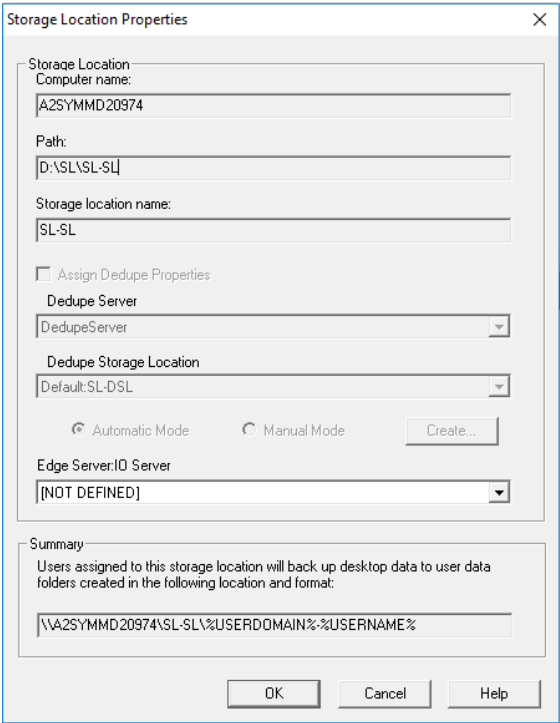 Storage Location Properties
Storage Location
Computer name:
A2SYMMD20974
Path:
D:\SL\SL-SL
Storage location name:
SL-SL
Assign Dedupe Properties
Dedupe Server
DedupeServer
Dedupe Storage Location
Default:SL-DSL
Automatic Mode Manual Mode Create...
Edge Server:IO Server
[NOT DEFINED]
Summary
Users assigned to this storage location will back up desktop data to user data
folders created in the following location and format:
\\A2SYMMD20974\SL-SL\%USERDOMAIN%-%USERNAME%
OK Cancel Help